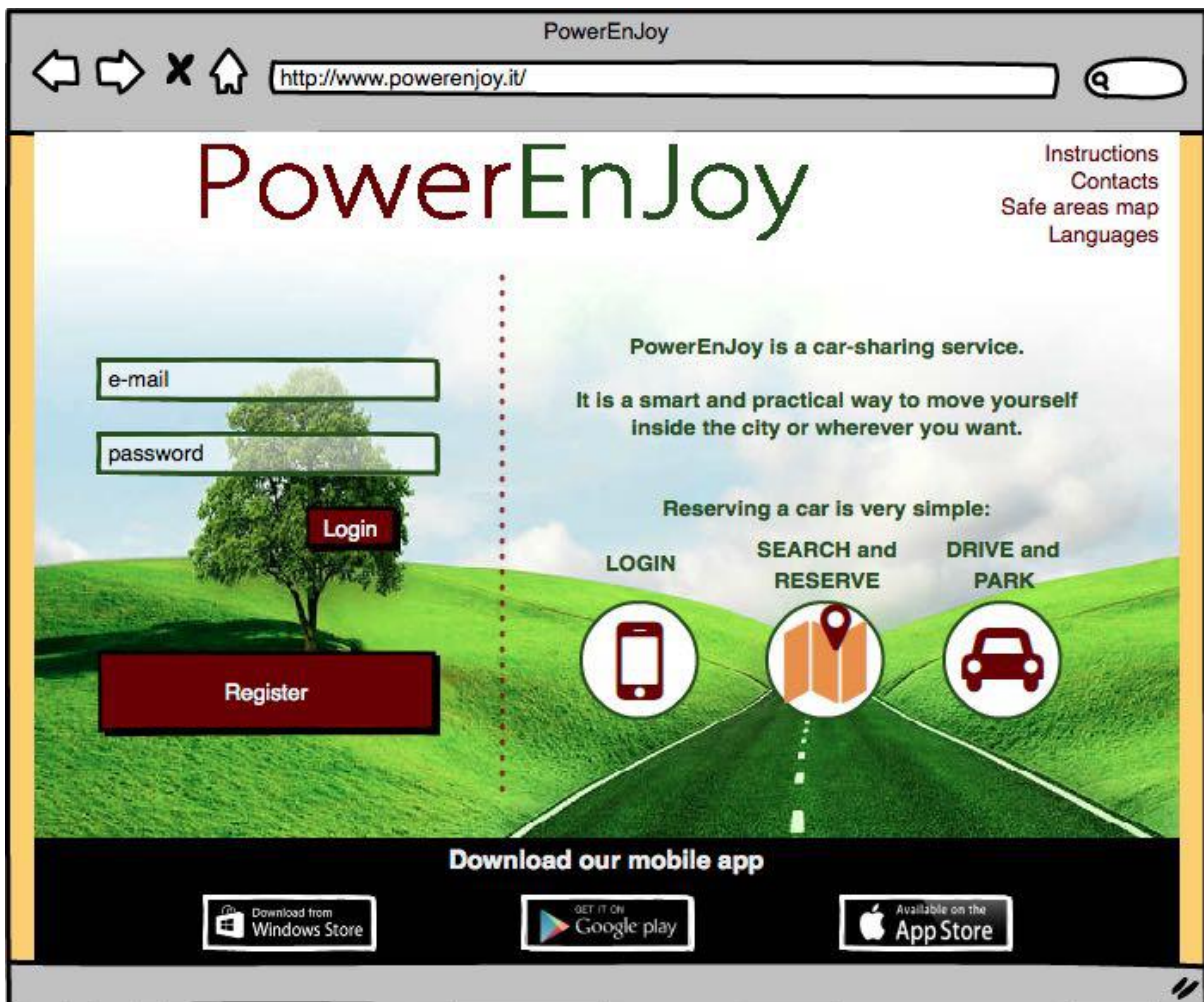 PowerEnJoy
http://www.powerenjoy.it/
PowerEnJoy
Instructions
Contacts
Safe areas map
Languages
e-mail
password
Login
Register
PowerEnJoy is a car-sharing service.
It is a smart and practical way to move yourself
inside the city or wherever you want.
Reserving a car is very simple:
LOGIN
SEARCH and
RESERVE
DRIVE and
PARK
Download our mobile app
Download from
Windows Store
GET IT ON
Google play
Available on the
App Store